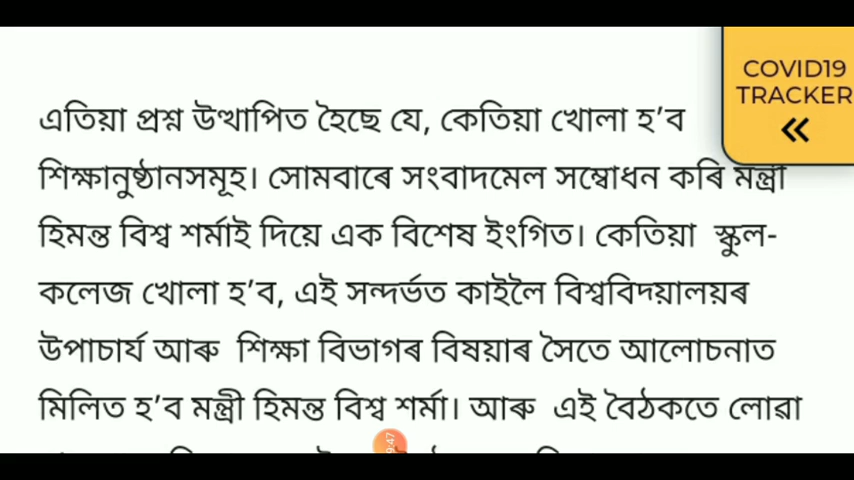 COVID19
TRACKER
এতিয়া প্ৰশ্ন উত্থাপিত হৈছে যে, কেতিয়া খোলা হ’ব
শিক্ষানুষ্ঠানসমূহ। সোমবাৰে সংবাদমেল সম্বোধন কৰি মন্ত্ৰী
হিমন্ত বিশ্ব শৰ্মাই দিয়ে এক বিশেষ ইংগিত। কেতিয়া স্কুল-
কলেজ খোলা হ’ব, এই সন্দৰ্ভত কাইলৈ বিশ্ববিদয়ালয়ৰ
উপাচাৰ্য আৰু শিক্ষা বিভাগৰ বিষয়াৰ সৈতে আলোচনাত
মিলিত হ’ব মন্ত্ৰী হিমন্ত বিশ্ব শৰ্মা। আৰু এই বৈঠকতে লোৱা